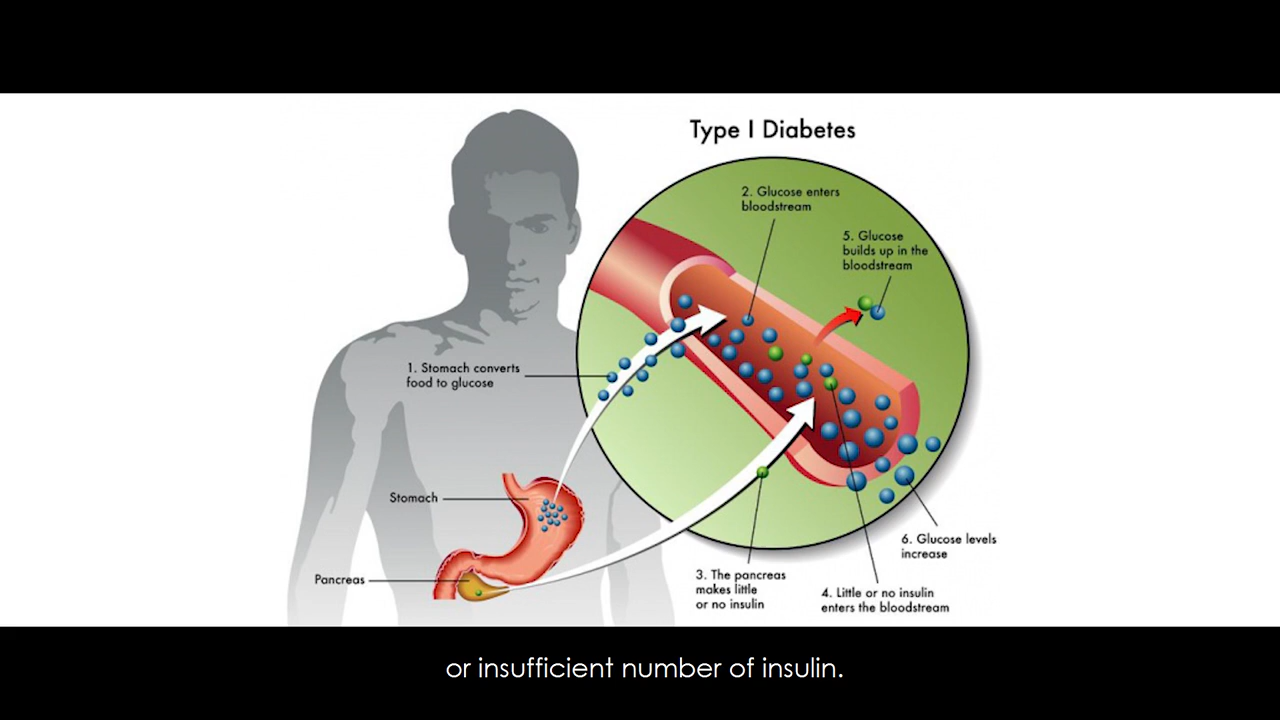 Type I Diabetes
2. Glucose enters
bloodstream
5. Glucose
builds up in the
bloodstream
1. Stomach converts
food to glucose
Stomach
Pancreas
6. Glucose levels
increase
3. The pancreas
makes little
or no insulin
4. Little or no insulin
enters the bloodstream
or insufficient number of insulin.